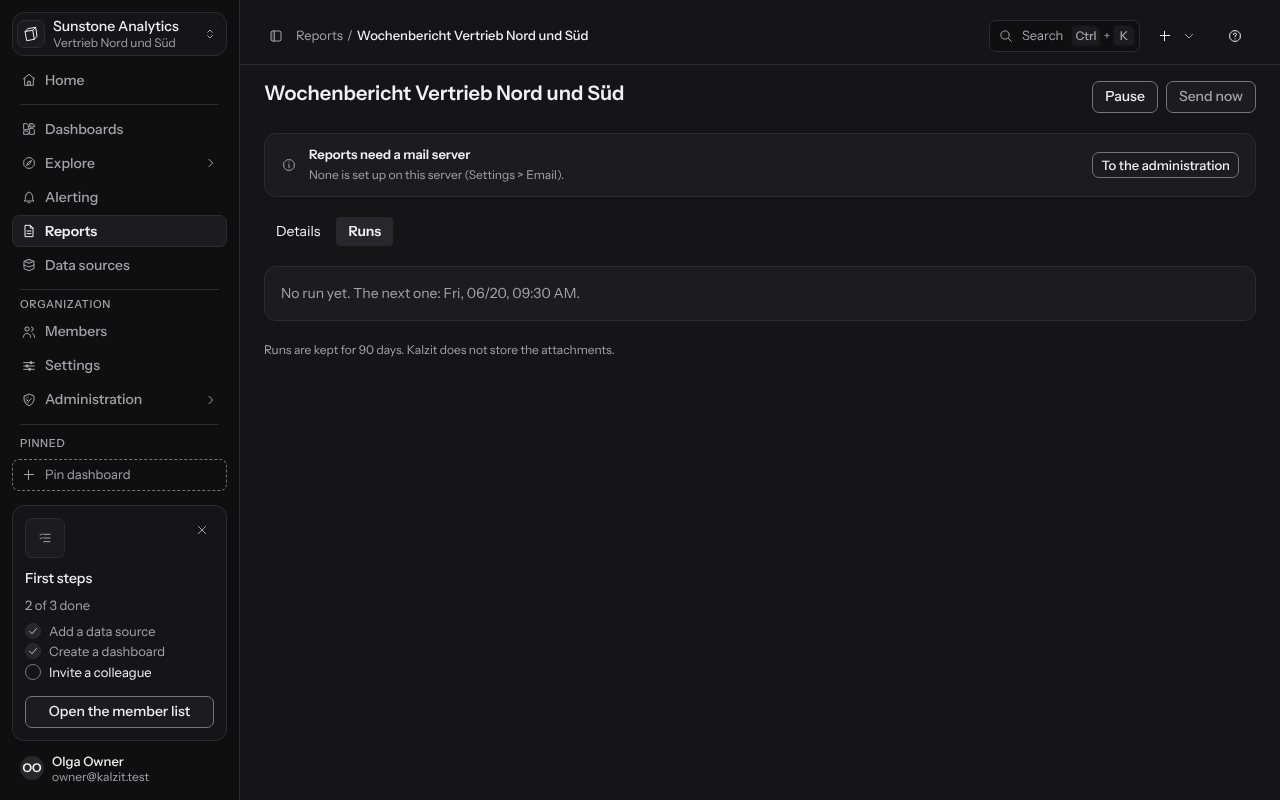 Sunstone Analytics
Vertrieb Nord und Süd
Home
Dashboards
Explore
Alerting
Reports
Data sources
ORGANIZATION
Members
Settings
Administration
PINNED
Pin dashboard
First steps
2 of 3 done
Add a data source
Create a dashboard
Invite a colleague
Open the member list
OO
Olga Owner
owner@kalzit.test
Reports / Wochenbericht Vertrieb Nord und Süd
Search Ctrl + K
Wochenbericht Vertrieb Nord und Süd
Pause
Send now
Reports need a mail server
None is set up on this server (Settings > Email).
To the administration
Details
Runs
No run yet. The next one: Fri, 06/20, 09:30 AM.
Runs are kept for 90 days. Kalzit does not store the attachments.